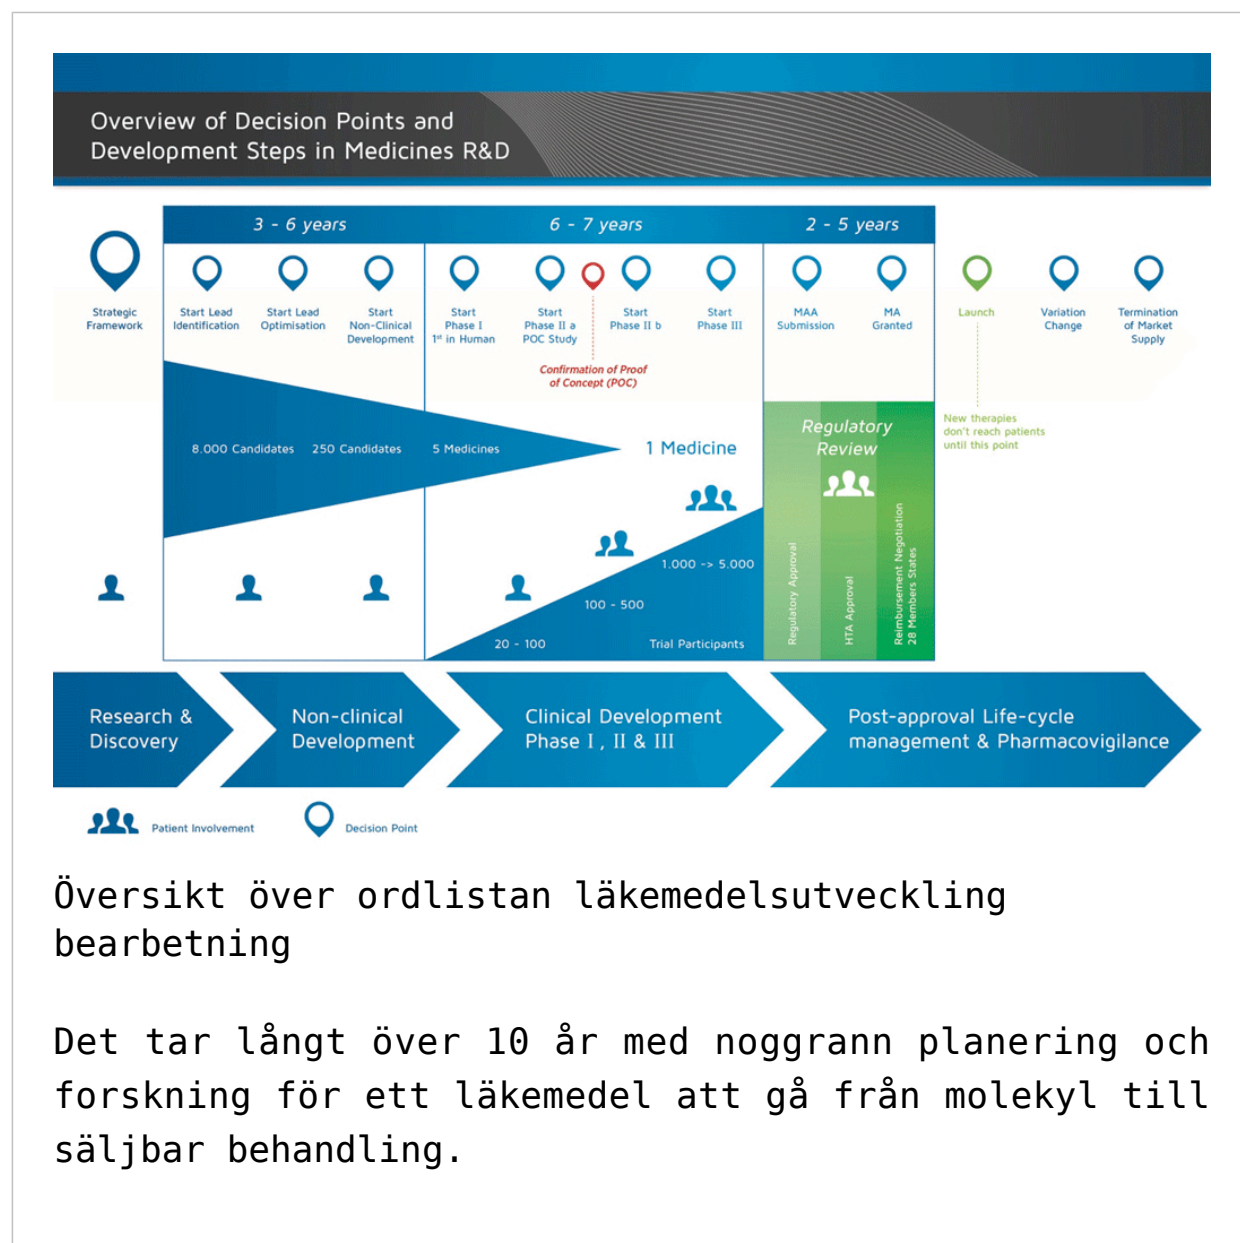 Overview of Decision Points and
Development Steps in Medicines R&D
3 - 6 years
6 - 7 years
2 - 5 years
Strategic
Framework
Start Lead
Identification
Start Lead
Optimisation
Start
Non-Clinical
Development
Start
Phase I
1st in Human
Start
Phase II a
POC Study
Start
Phase II b
Start
Phase III
MAA
Submission
MA
Granted
Launch
Variation
Change
Termination
of Market
Supply
Confirmation of Proof
of Concept (POC)
8.000 Candidates
250 Candidates
5 Medicines
1 Medicine
Regulatory
Review
New therapies
don't reach patients
until this point
1.000 -> 5.000
100 - 500
20 - 100
Trial Participants
Regulatory Approval
HTA Approval
Reimbursement Negotiation
28 Members States
Research &
Discovery
Non-clinical
Development
Clinical Development
Phase I , II & III
Post-approval Life-cycle
management & Pharmacovigilance
Patient Involvement
Decision Point
Översikt över ordlistan läkemedelsutveckling
bearbetning
Det tar långt över 10 år med noggrann planering och
forskning för ett läkemedel att gå från molekyl till
säljbar behandling.